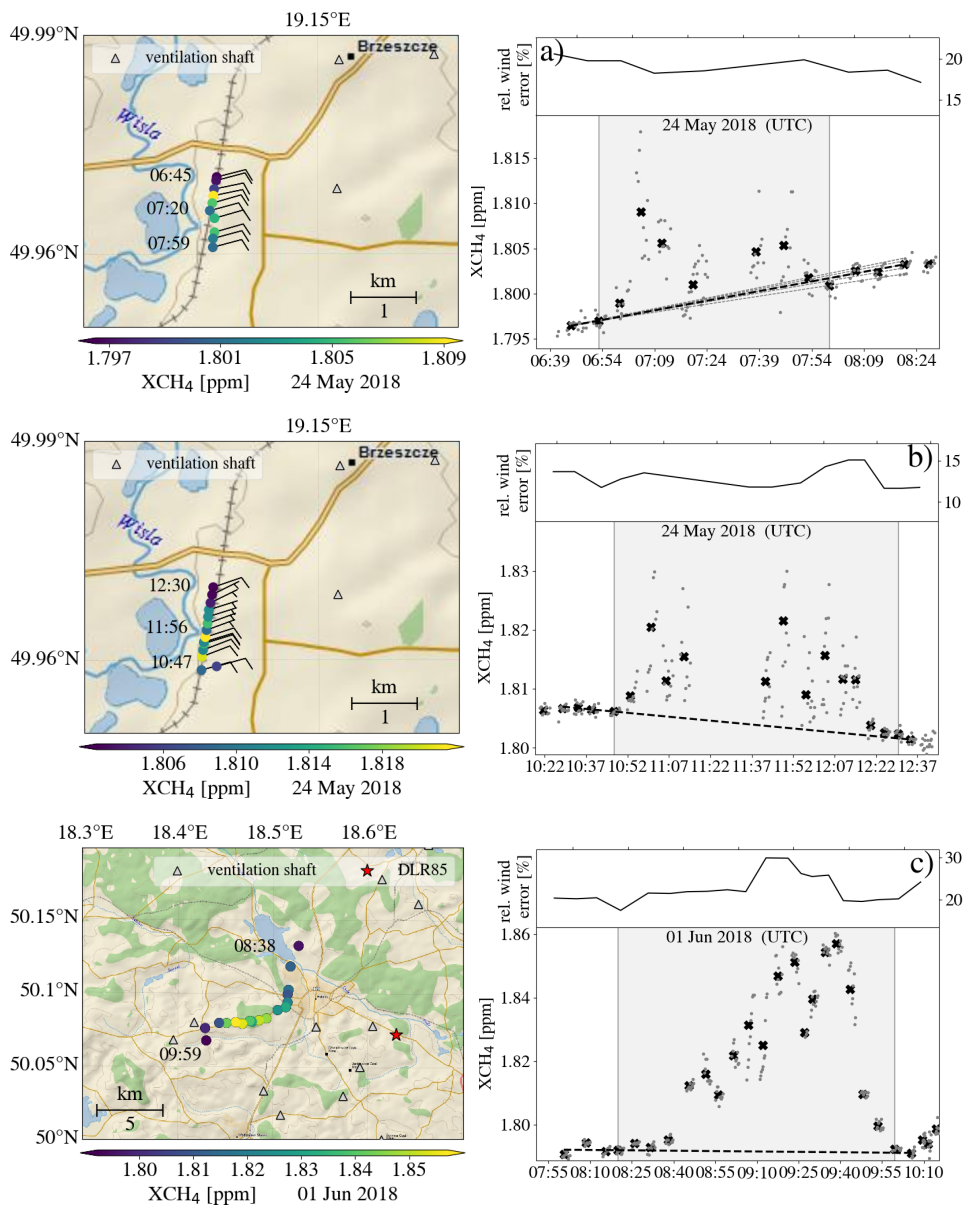 19.15°E
49.99°N
△ ventilation shaft
Brzeszcze
Wisla
06:45
07:20
07:59
49.96°N
km
1
1.797 1.801 1.805 1.809
XCH4 [ppm] 24 May 2018
a)
rel. wind
error [%]
20
15
24 May 2018 (UTC)
XCH4 [ppm]
1.815
1.810
1.805
1.800
1.795
06:39 06:54 07:09 07:24 07:39 07:54 08:09 08:24
19.15°E
49.99°N
△ ventilation shaft
Brzeszcze
Wisla
12:30
11:56
10:47
49.96°N
km
1
1.806 1.810 1.814 1.818
XCH4 [ppm] 24 May 2018
b)
rel. wind
error [%]
15
10
24 May 2018 (UTC)
XCH4 [ppm]
1.83
1.82
1.81
1.80
10:22 10:37 10:52 11:07 11:22 11:37 11:52 12:07 12:22 12:37
18.3°E 18.4°E 18.5°E 18.6°E
△ ventilation shaft ★ DLR85
50.15°N
08:38
50.1°N
09:59
50.05°N
km
5
50°N
1.80 1.81 1.82 1.83 1.84 1.85
XCH4 [ppm] 01 Jun 2018
c)
rel. wind
error [%]
30
20
01 Jun 2018 (UTC)
XCH4 [ppm]
1.86
1.84
1.82
1.80
07:55 08:10 08:25 08:40 08:55 09:10 09:25 09:40 09:55 10:10